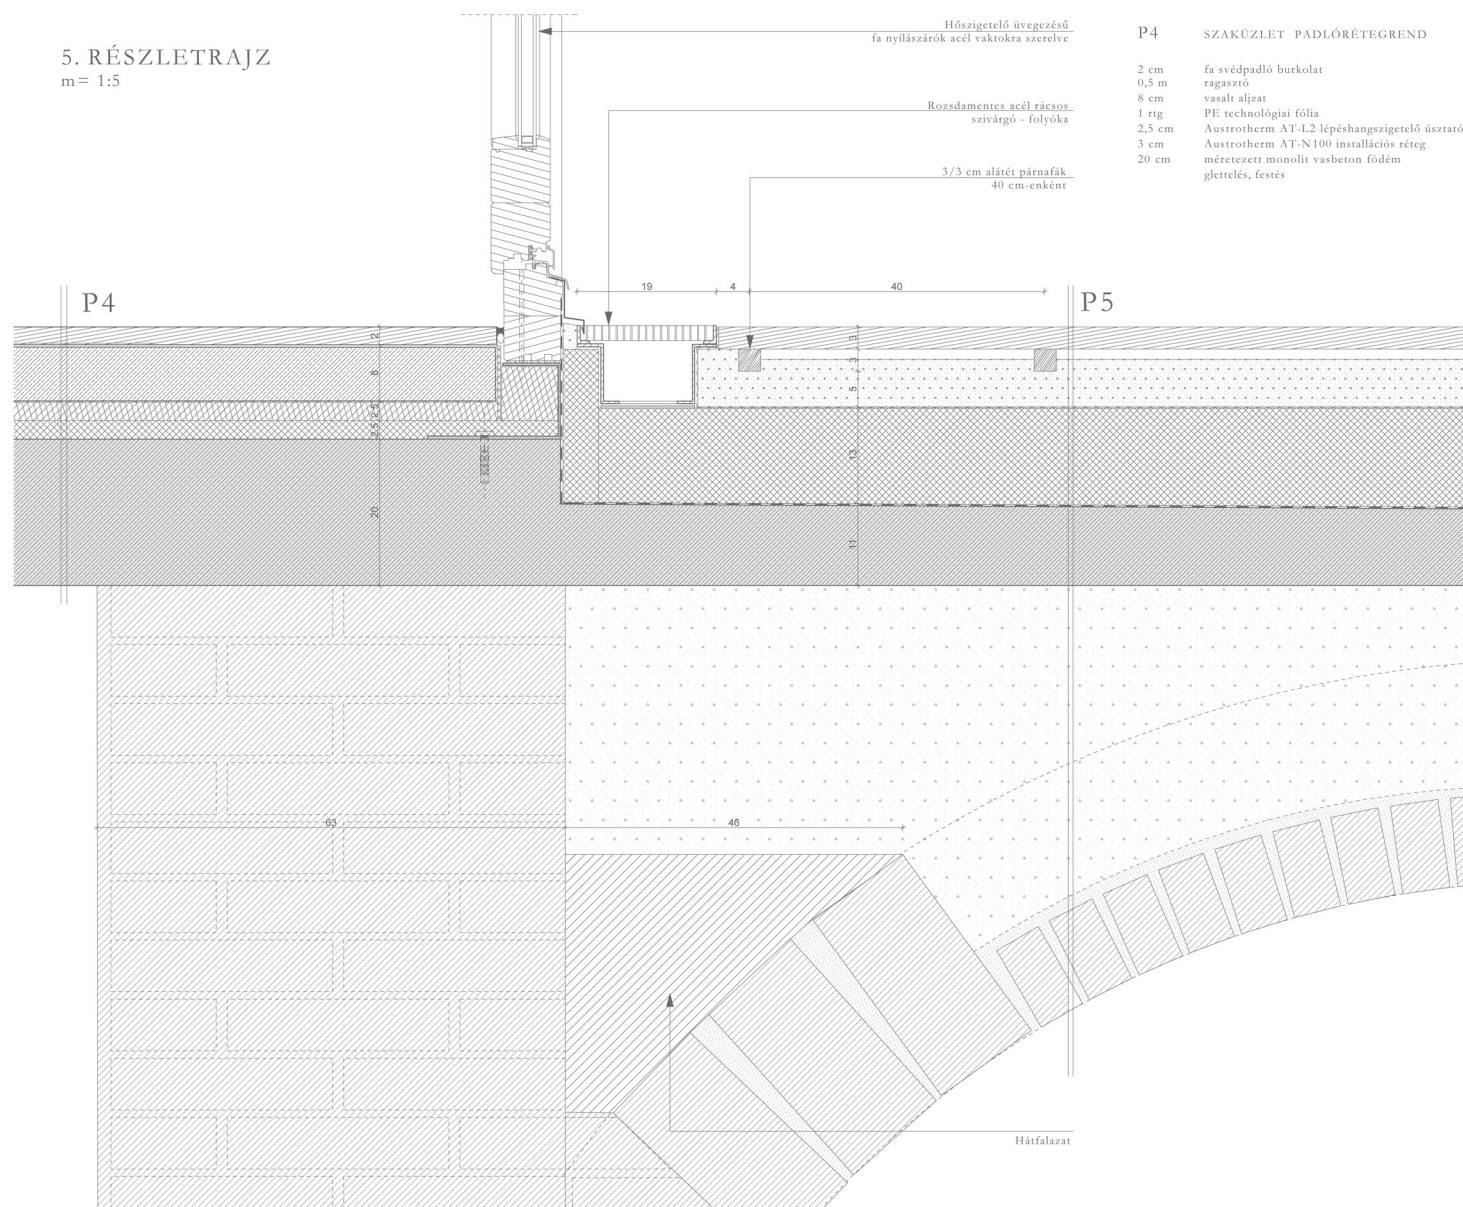 5. RÉSZLETRAJZ
m= 1:5
Hőszigetelő üvegezésű
fa nyílászárók acél vaktokra szerelve
Rozsdamentes acél rácsos
szivárgó - folyóka
3/3 cm alátét párnafák
40 cm-enként
P4 SZAKÜZLET PADLÓRÉTEGREND
2 cm fa svédpadló burkolat
0,5 m ragasztó
8 cm vasalt aljzat
1 rtg PE technológiai fólia
2,5 cm Austrotherm AT-L2 lépéshangszigetelő úsztató
3 cm Austrotherm AT-N100 installációs réteg
20 cm méretezett monolit vasbeton födém
glettelés, festés
19 4 40
P4
P5
2
8
2,5
2,5
20
3
3
5
13
11
63 46
Hátfalazat